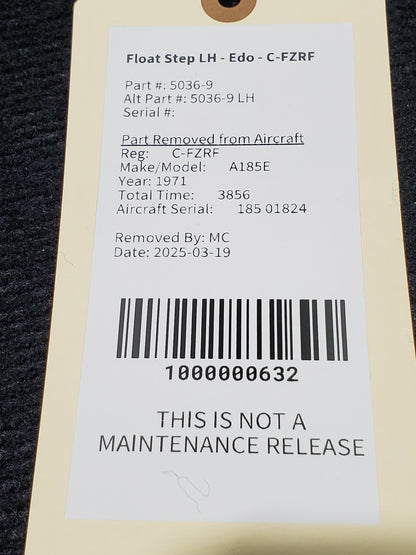 Float Step LH - Edo - C-FZRF
Part #: 5036-9
Alt Part #: 5036-9 LH
Serial #:
Part Removed from Aircraft
Reg: C-FZRF
Make/Model: A185E
Year: 1971
Total Time: 3856
Aircraft Serial: 185 01824
Removed By: MC
Date: 2025-03-19
1000000632
THIS IS NOT A
MAINTENANCE RELEASE